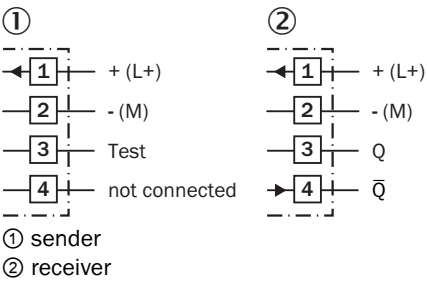 ① ②
1 + (L+) 1 + (L+)
2 - (M) 2 - (M)
3 Test 3 Q
4 not connected 4 Q̅
① sender
② receiver